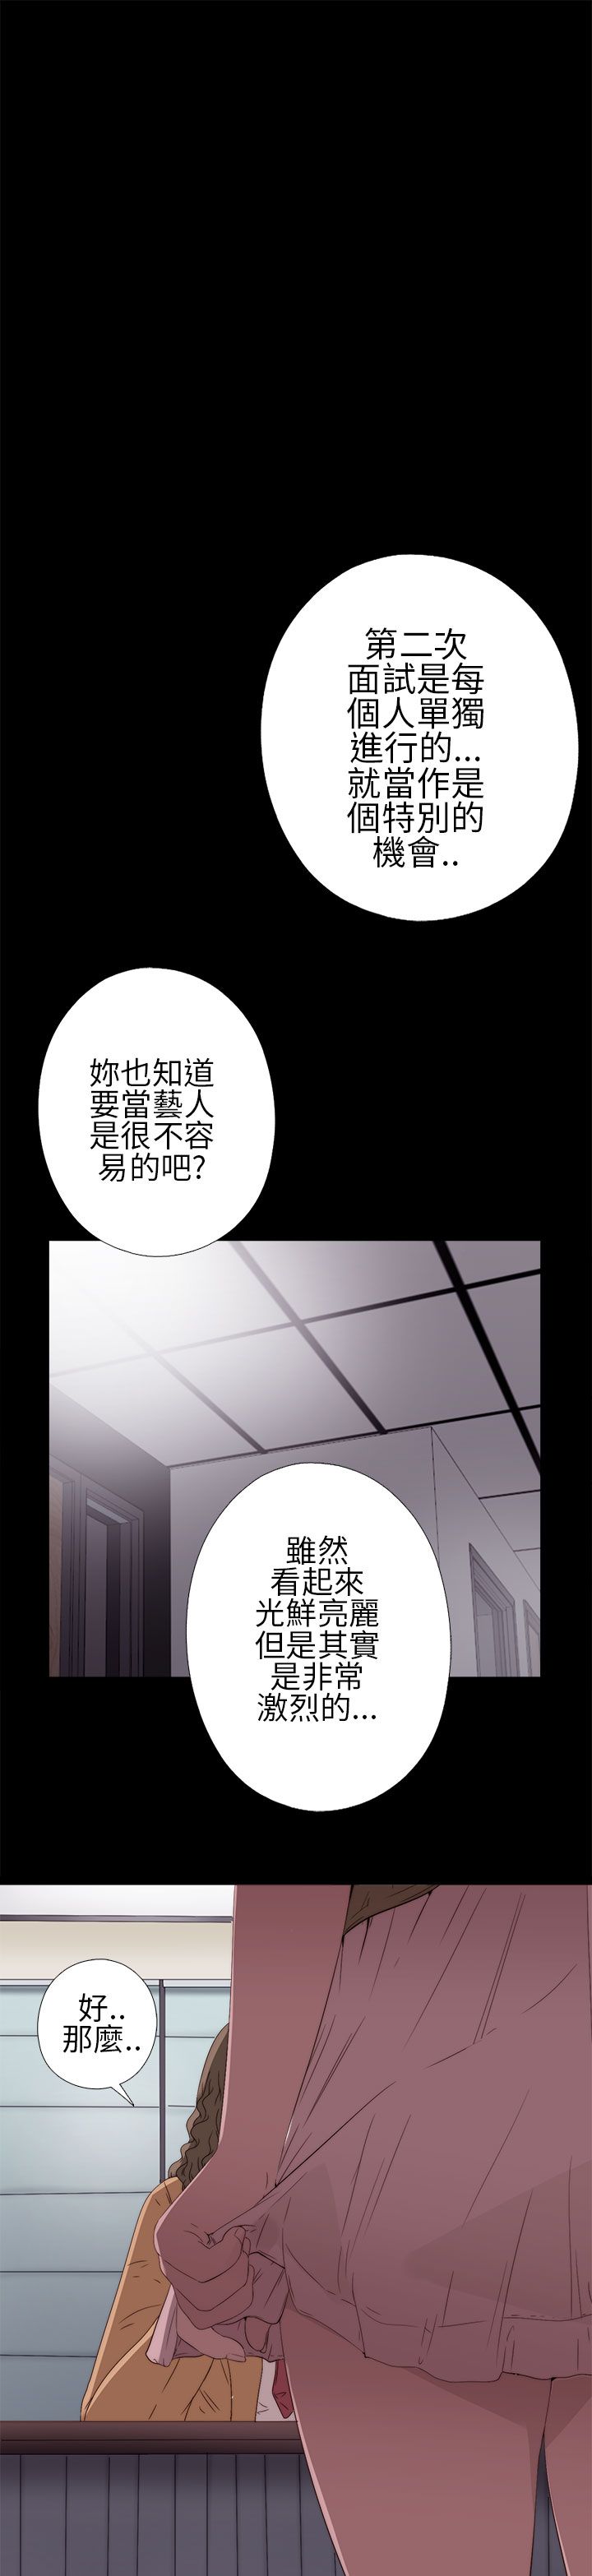 第二次
面試是每
個人單獨
進行的...
就當作是
個特別的
機會..
妳也知道
要當藝人
是很不容
易的吧?
雖然
看起來
光鮮亮麗
但是其實
是非常
激烈的...
好..
那麼..